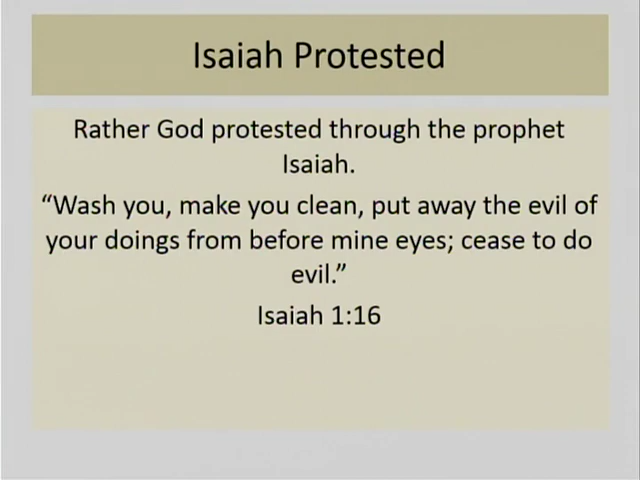 Isaiah Protested
Rather God protested through the prophet
Isaiah.
“Wash you, make you clean, put away the evil of
your doings from before mine eyes; cease to do
evil.”
Isaiah 1:16